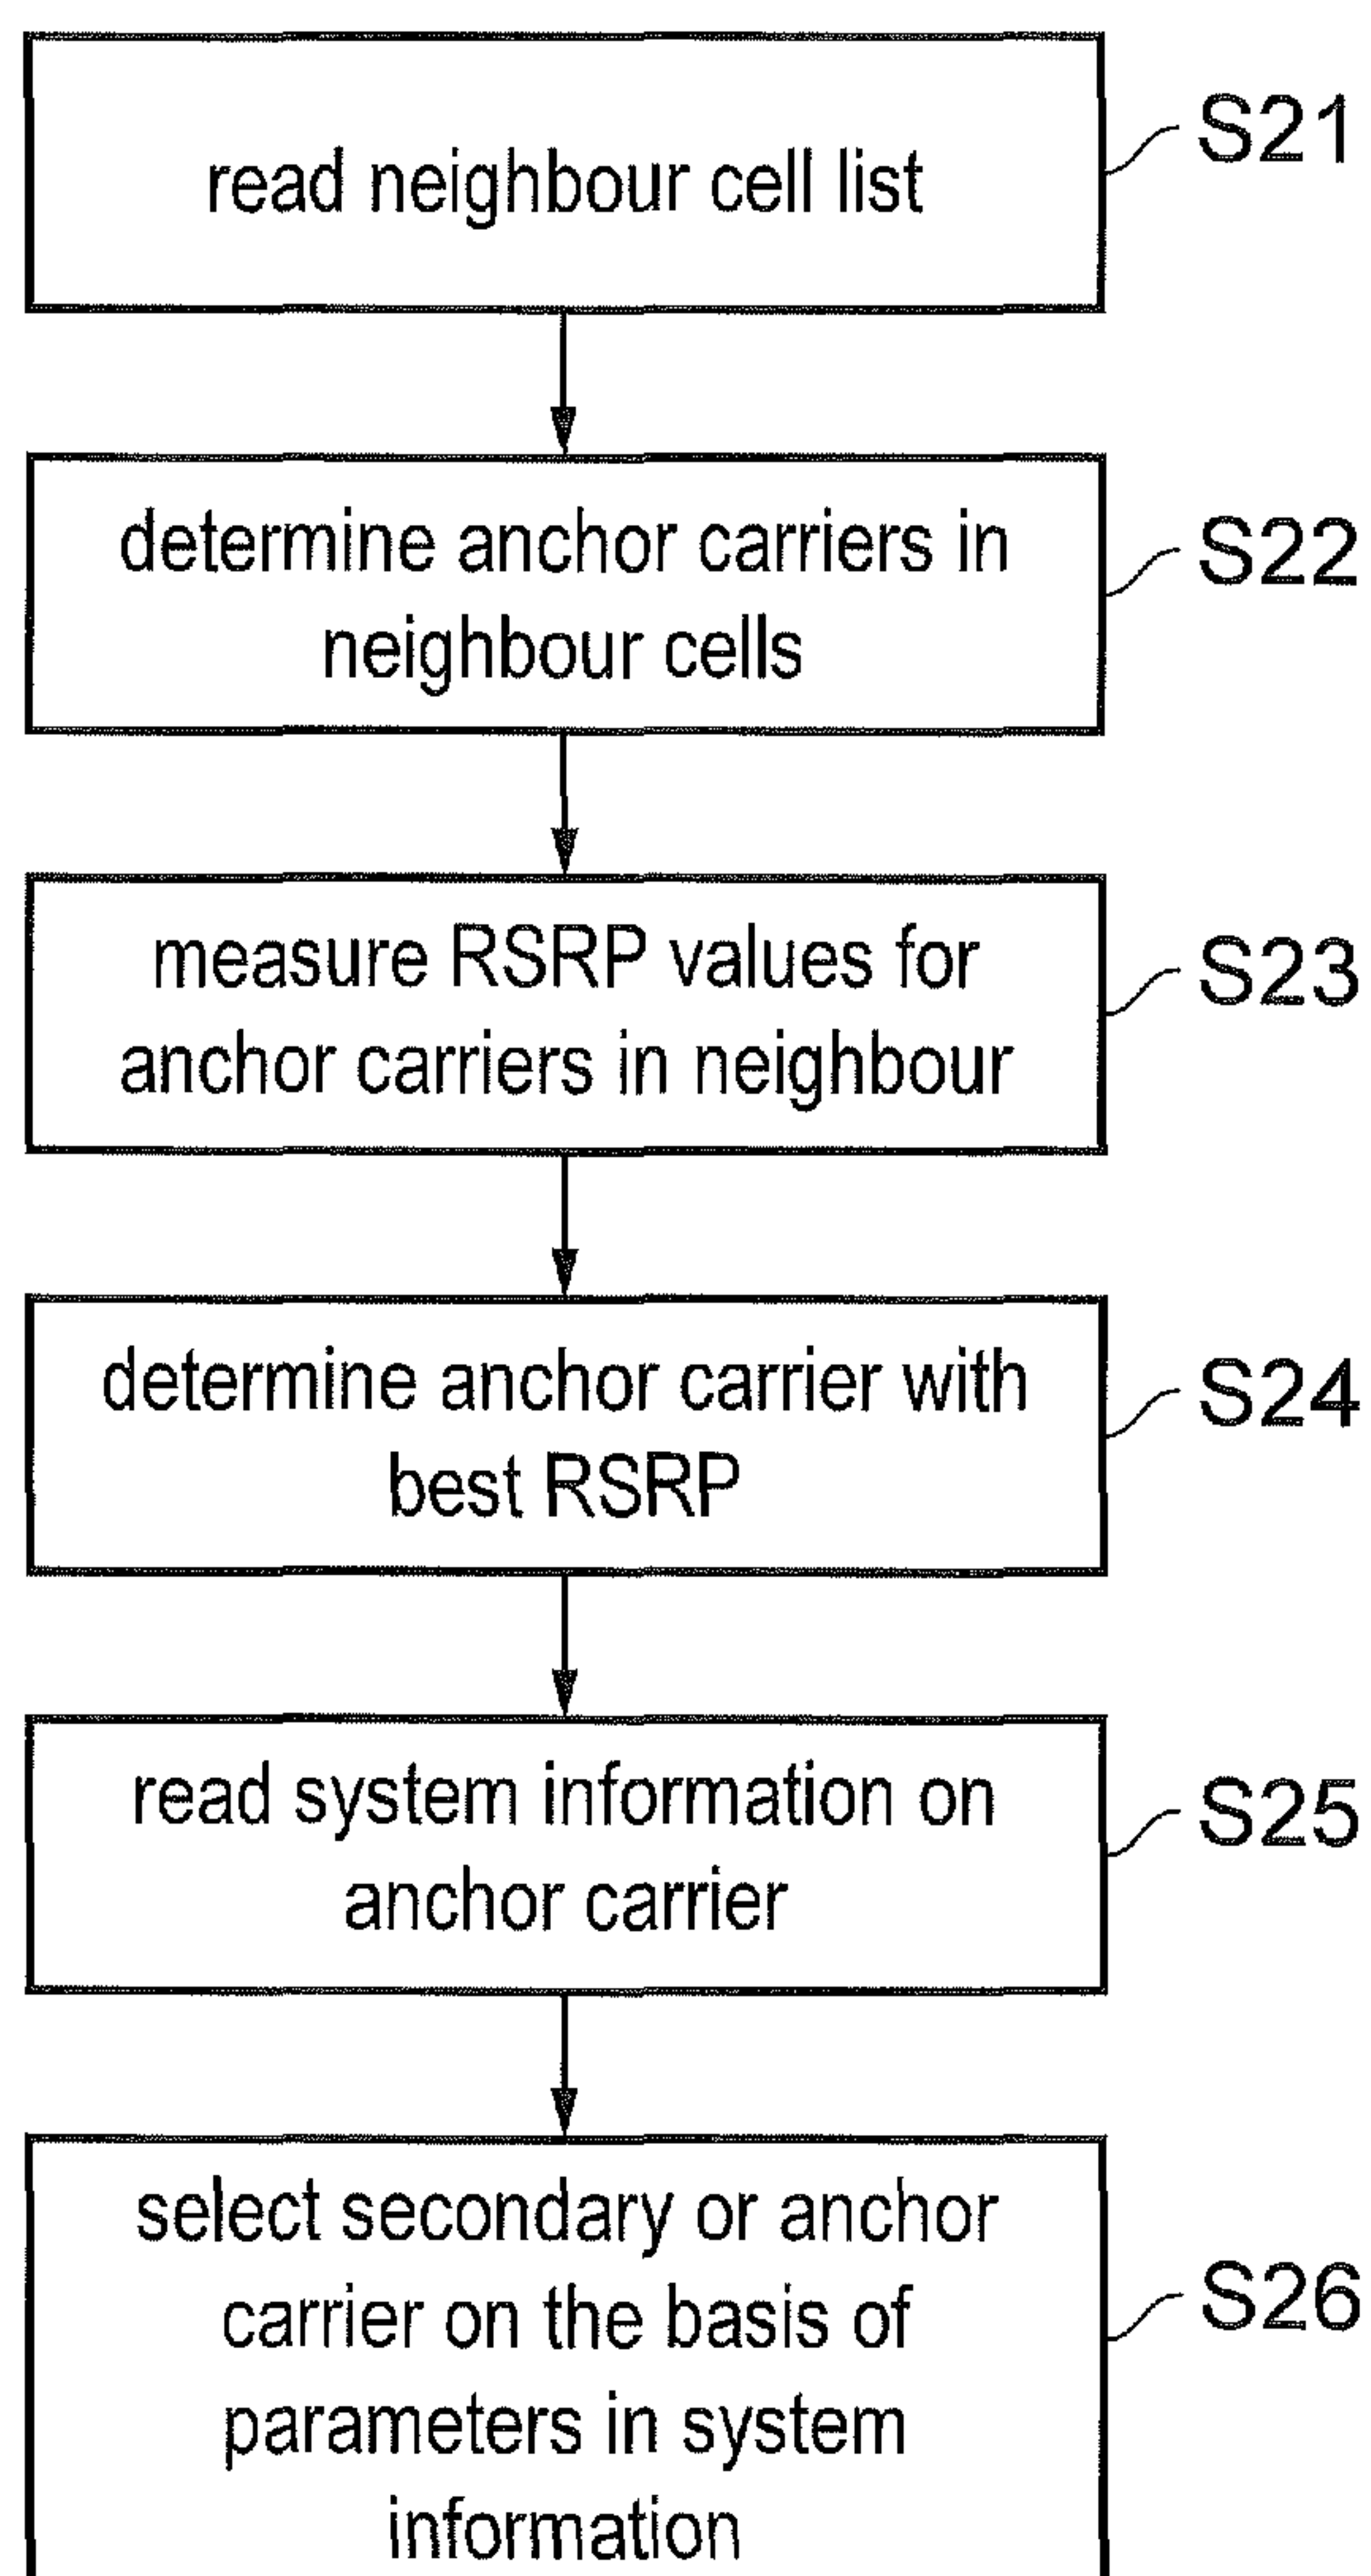 read neighbour cell list
S21
determine anchor carriers in
neighbour cells
S22
measure RSRP values for
anchor carriers in neighbour
S23
determine anchor carrier with
best RSRP
S24
read system information on
anchor carrier
S25
select secondary or anchor
carrier on the basis of
parameters in system
information
S26